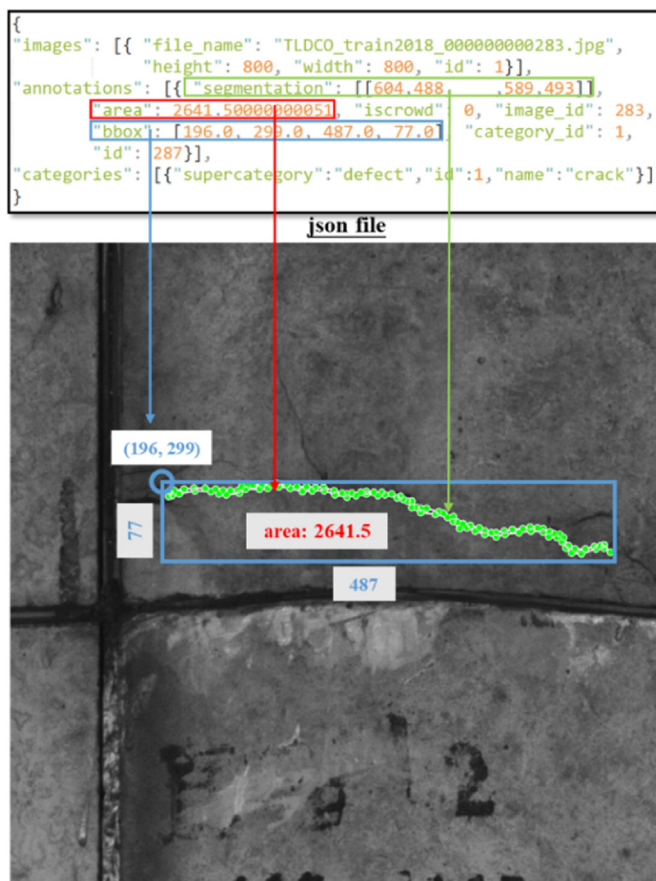 {
"images": [{ "file_name": "TLDCO_train2018_000000000283.jpg",
"height": 800, "width": 800, "id": 1}],
"annotations": [{ "segmentation": [[604.488 .589.493]],
"area": 2641.50000000051, "iscrowd": 0, "image_id": 283,
"bbox": [196.0, 299.0, 487.0, 77.0] "category_id": 1,
"id": 287}],
"categories": [{"supercategory":"defect","id":1,"name":"crack"}]
}
json file
(196, 299)
77
area: 2641.5
487
2